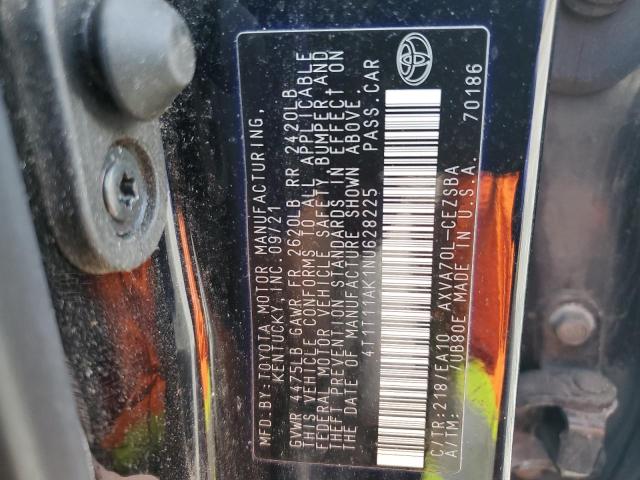 MFD.BY:TOYOTA MOTOR MANUFACTURING,
KENTUCKY, INC 09/21
GVWR 4475LB GAWR FR 2620LB RR 2420LB
THIS VEHICLE CONFORMS TO ALL APPLICABLE
FEDERAL MOTOR VEHICLE SAFETY, BUMPER, AND
THEFT PREVENTION STANDARDS IN EFFECT ON
THE DATE OF MANUFACTURE SHOWN ABOVE.
4T1T11AK1NU628225 PASS.CAR
C/TR:218/EA10 AXVA70L-CEZSBA
A/TM: /UB80E MADE IN U.S.A.
70186